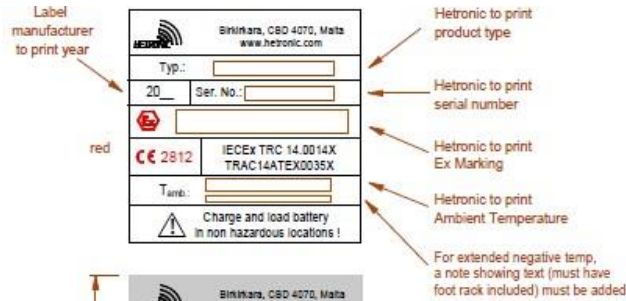 Label
manufacturer
to print year
HETRONIC
Birkirkara, CBD 4070, Malta
www.hetronic.com
Hetronic to print
product type
Typ.:
20__
Ser. No.:
Hetronic to print
serial number
Ex
red
Hetronic to print
Ex Marking
CE 2812
IECEx TRC 14.0014X
TRAC14ATEX0035X
Tamb.:
Hetronic to print
Ambient Temperature
Charge and load battery
in non hazardous locations !
For extended negative temp,
a note showing text (must have
foot rack included) must be added
Birkirkara, CBD 4070, Malta